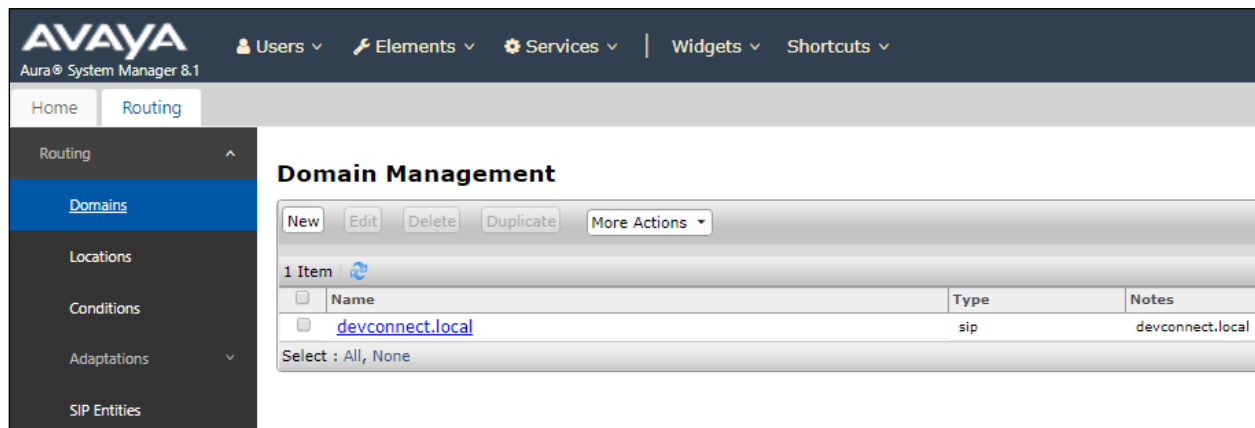 AVAYA
Aura® System Manager 8.1
Users Elements Services | Widgets Shortcuts
Home Routing
Routing
Domains
Locations
Conditions
Adaptations
SIP Entities
Domain Management
New Edit Delete Duplicate More Actions
1 Item
Name Type Notes
devconnect.local sip devconnect.local
Select : All, None